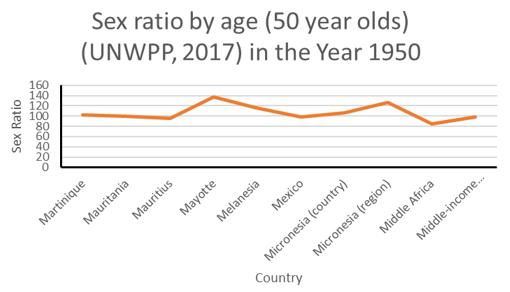 Sex ratio by age (50 year olds)
(UNWPP, 2017) in the Year 1950
160
140
120
100
80
60
40
20
0
Sex Ratio
Martinique
Mauritania
Mauritius
Mayotte
Melanesia
Mexico
Micronesia (country)
Micronesia (region)
Middle Africa
Middle-income...
Country